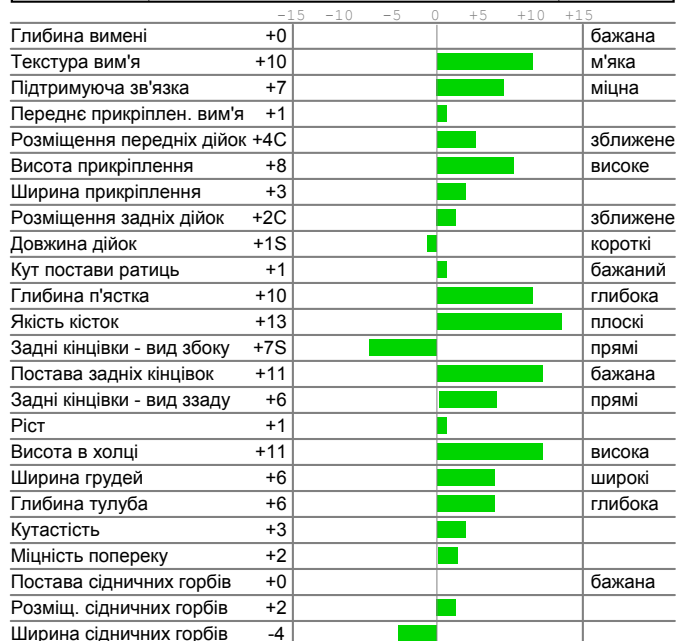 -15 -10 -5 0 +5 +10 +15
Глибина вимені +0 бажана
Текстура вим'я +10 м'яка
Підтримуюча зв'язка +7 міцна
Переднє прикріплен. вим'я +1
Розміщення передніх дійок +4C зближене
Висота прикріплення +8 високе
Ширина прикріплення +3
Розміщення задніх дійок +2C зближене
Довжина дійок +1S короткі
Кут постави ратиць +1 бажаний
Глибина п'ястка +10 глибока
Якість кісток +13 плоскі
Задні кінцівки - вид збоку +7S прямі
Постава задніх кінцівок +11 бажана
Задні кінцівки - вид ззаду +6 прямі
Ріст +1
Висота в холці +11 висока
Ширина грудей +6 широкі
Глибина тулуба +6 глибока
Кутастість +3
Міцність попереку +2
Постава сідничних горбів +0 бажана
Розміщ. сідничних горбів +2
Ширина сідничних горбів -4